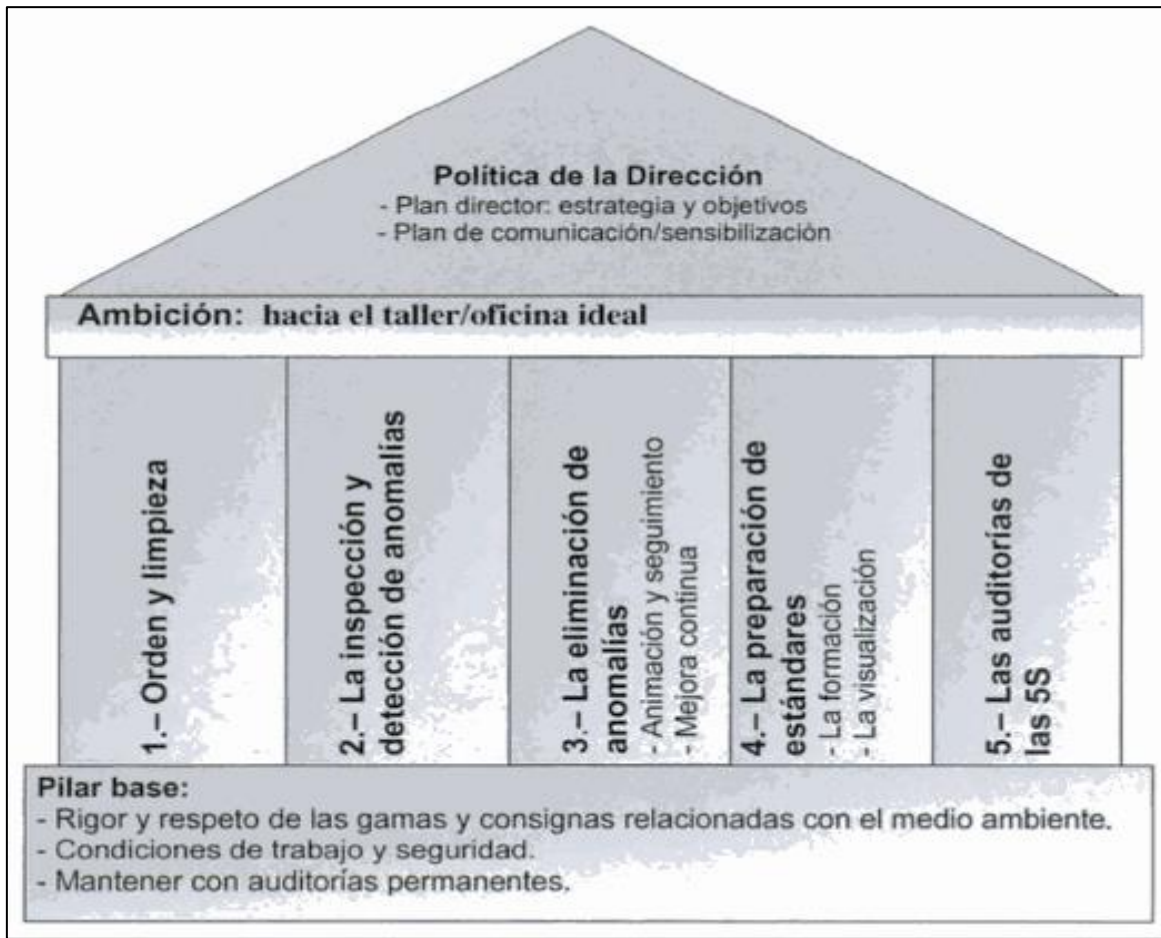 Política de la Dirección
- Plan director: estrategia y objetivos
- Plan de comunicación/sensibilización
Ambición: hacia el taller/oficina ideal
1.– Orden y limpieza
2.– La inspección y
detección de anomalías
3.– La eliminación de
anomalías
- Animación y seguimiento
- Mejora continua
4.– La preparación de
estándares
- La formación
- La visualización
5.– Las auditorías de
las 5S
Pilar base:
- Rigor y respeto de las gamas y consignas relacionadas con el medio ambiente.
- Condiciones de trabajo y seguridad.
- Mantener con auditorías permanentes.